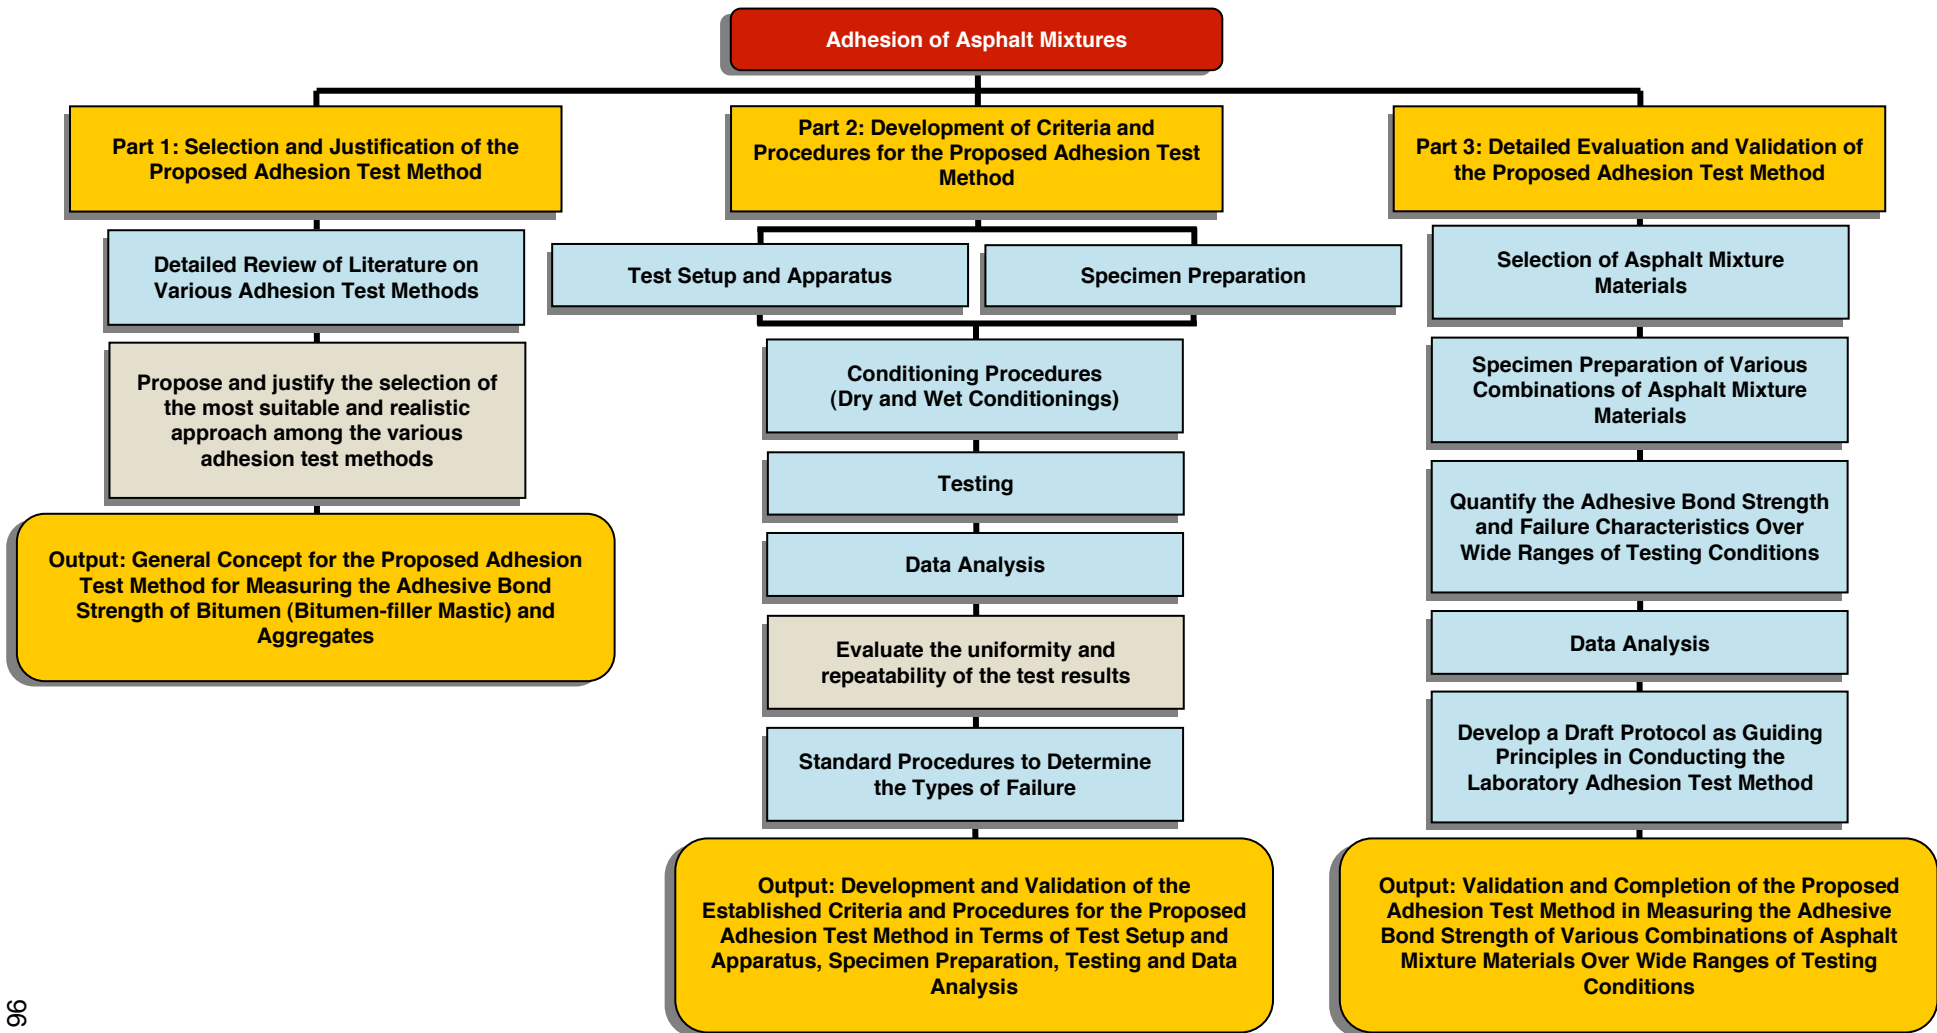 Adhesion of Asphalt Mixtures
Part 1: Selection and Justification of the
Proposed Adhesion Test Method
Detailed Review of Literature on
Various Adhesion Test Methods
Propose and justify the selection of
the most suitable and realistic
approach among the various
adhesion test methods
Output: General Concept for the Proposed Adhesion
Test Method for Measuring the Adhesive Bond
Strength of Bitumen (Bitumen-filler Mastic) and
Aggregates
Part 2: Development of Criteria and
Procedures for the Proposed Adhesion Test
Method
Test Setup and Apparatus
Specimen Preparation
Conditioning Procedures
(Dry and Wet Conditionings)
Testing
Data Analysis
Evaluate the uniformity and
repeatability of the test results
Standard Procedures to Determine
the Types of Failure
Output: Development and Validation of the
Established Criteria and Procedures for the Proposed
Adhesion Test Method in Terms of Test Setup and
Apparatus, Specimen Preparation, Testing and Data
Analysis
Part 3: Detailed Evaluation and Validation of
the Proposed Adhesion Test Method
Selection of Asphalt Mixture
Materials
Specimen Preparation of Various
Combinations of Asphalt Mixture
Materials
Quantify the Adhesive Bond Strength
and Failure Characteristics Over
Wide Ranges of Testing Conditions
Data Analysis
Develop a Draft Protocol as Guiding
Principles in Conducting the
Laboratory Adhesion Test Method
Output: Validation and Completion of the Proposed
Adhesion Test Method in Measuring the Adhesive
Bond Strength of Various Combinations of Asphalt
Mixture Materials Over Wide Ranges of Testing
Conditions
96